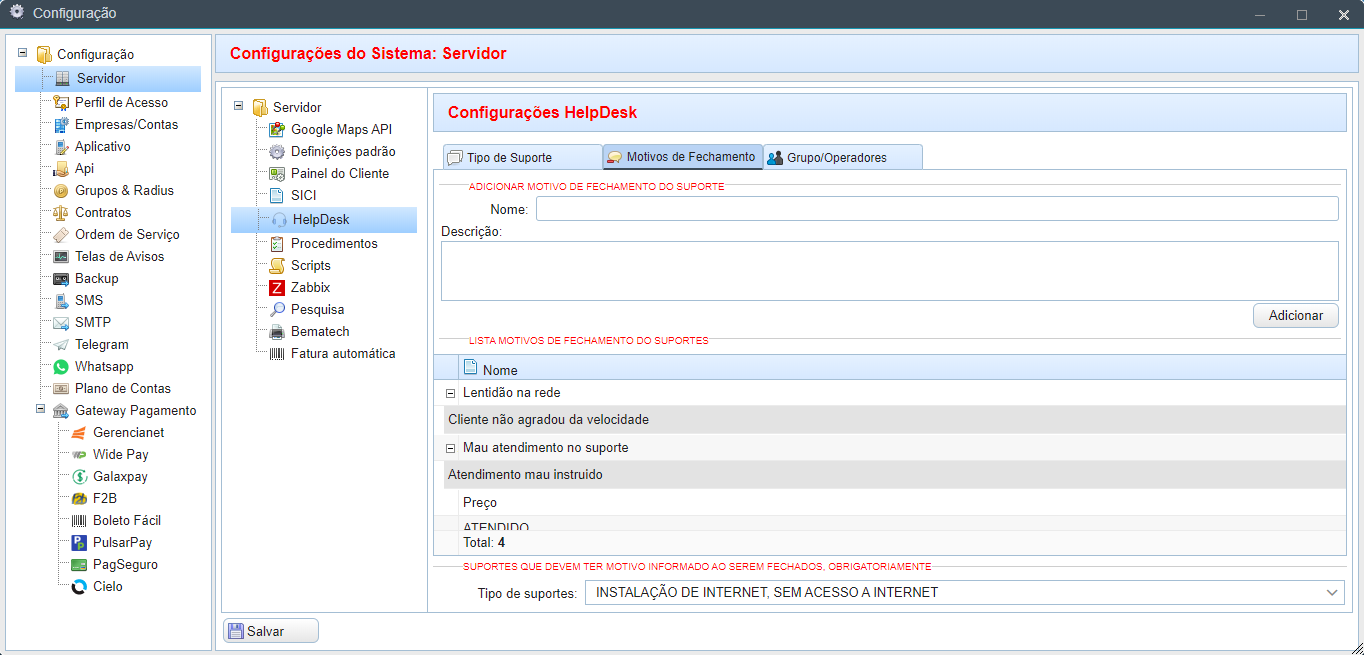 Configuração
Configuração
Servidor
Perfil de Acesso
Empresas/Contas
Aplicativo
Api
Grupos & Radius
Contratos
Ordem de Serviço
Telas de Avisos
Backup
SMS
SMTP
Telegram
Whatsapp
Plano de Contas
Gateway Pagamento
Gerencianet
Wide Pay
Galaxpay
F2B
Boleto Fácil
PulsarPay
PagSeguro
Cielo
Configurações do Sistema: Servidor
Servidor
Google Maps API
Definições padrão
Painel do Cliente
SICI
HelpDesk
Procedimentos
Scripts
Zabbix
Pesquisa
Bematech
Fatura automática
Configurações HelpDesk
Tipo de Suporte Motivos de Fechamento Grupo/Operadores
ADICIONAR MOTIVO DE FECHAMENTO DO SUPORTE
Nome:
Descrição:
Adicionar
LISTA MOTIVOS DE FECHAMENTO DO SUPORTES
Nome
Lentidão na rede
Cliente não agradou da velocidade
Mau atendimento no suporte
Atendimento mau instruido
Preço
ATENDIDO
Total: 4
SUPORTES QUE DEVEM TER MOTIVO INFORMADO AO SEREM FECHADOS, OBRIGATORIAMENTE
Tipo de suportes: INSTALAÇÃO DE INTERNET, SEM ACESSO A INTERNET
Salvar